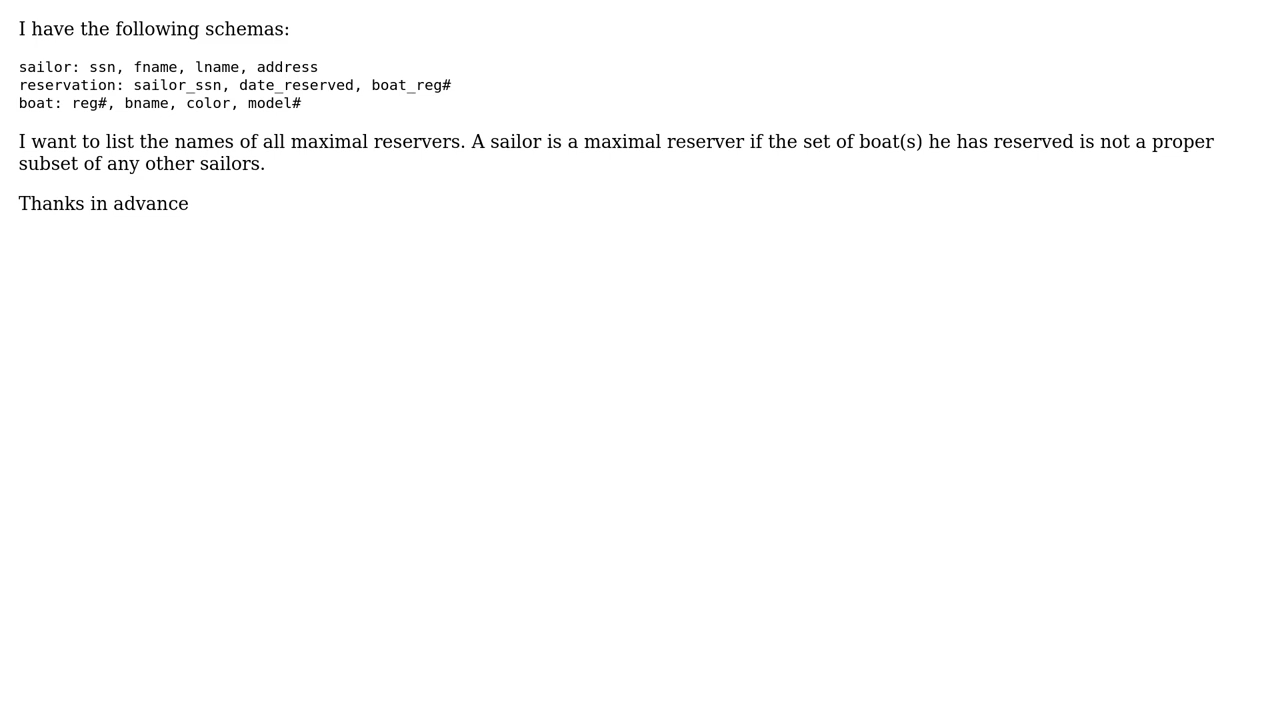 I have the following schemas:
sailor: ssn, fname, lname, address
reservation: sailor_ssn, date_reserved, boat_reg#
boat: reg#, bname, color, model#
I want to list the names of all maximal reservers. A sailor is a maximal reserver if the set of boat(s) he has reserved is not a proper
subset of any other sailors.
Thanks in advance